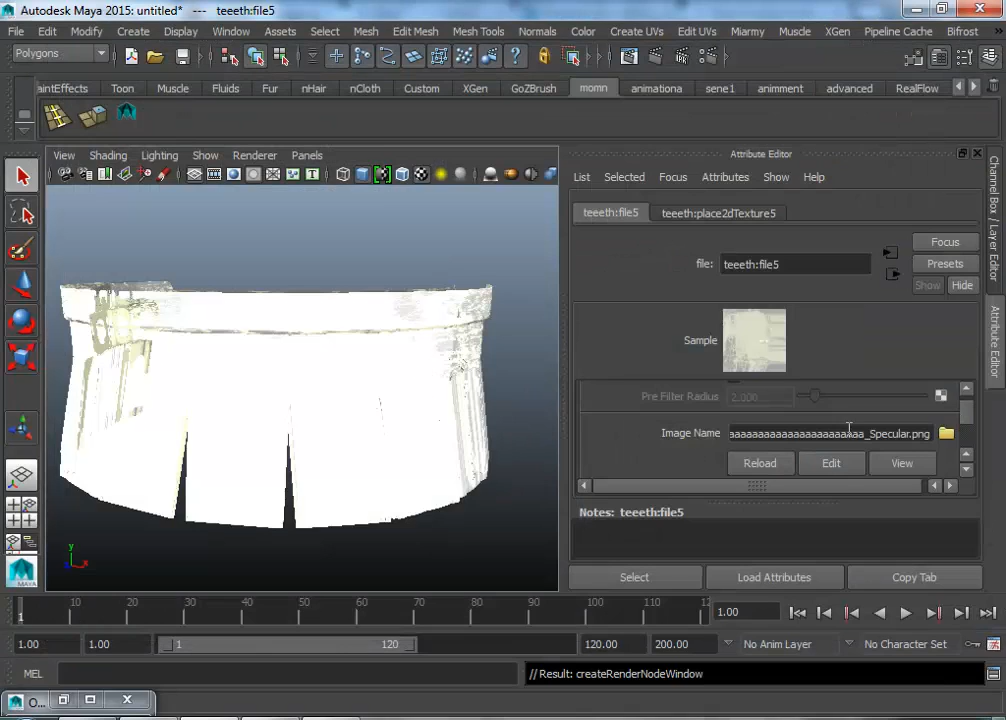 Autodesk Maya 2015: untitled* --- teeeth:file5
File Edit Modify Create Display Window Assets Select Mesh Edit Mesh Mesh Tools Normals Color Create UVs Edit UVs Miarmy Muscle XGen Pipeline Cache Bifrost
Polygons
aintEffects Toon Muscle Fluids Fur nHair nCloth Custom XGen GoZBrush momn animationa sene1 animment advanced RealFlow
View Shading Lighting Show Renderer Panels
Attribute Editor
List Selected Focus Attributes Show Help
teeeth:file5 teeeth:place2dTexture5
Focus
file: teeeth:file5
Presets
Show Hide
Sample
Pre Filter Radius 2.000
Image Name _Specular.png
Reload Edit View
Notes: teeeth:file5
Select Load Attributes Copy Tab
Channel Box / Layer Editor
Attribute Editor
y
x
MAYA
10 20 30 40 50 60 70 80 90 100 110 12
1 1.00
1.00 1.00 1 120 120.00 200.00 No Anim Layer No Character Set
MEL // Result: createRenderNodeWindow
O...